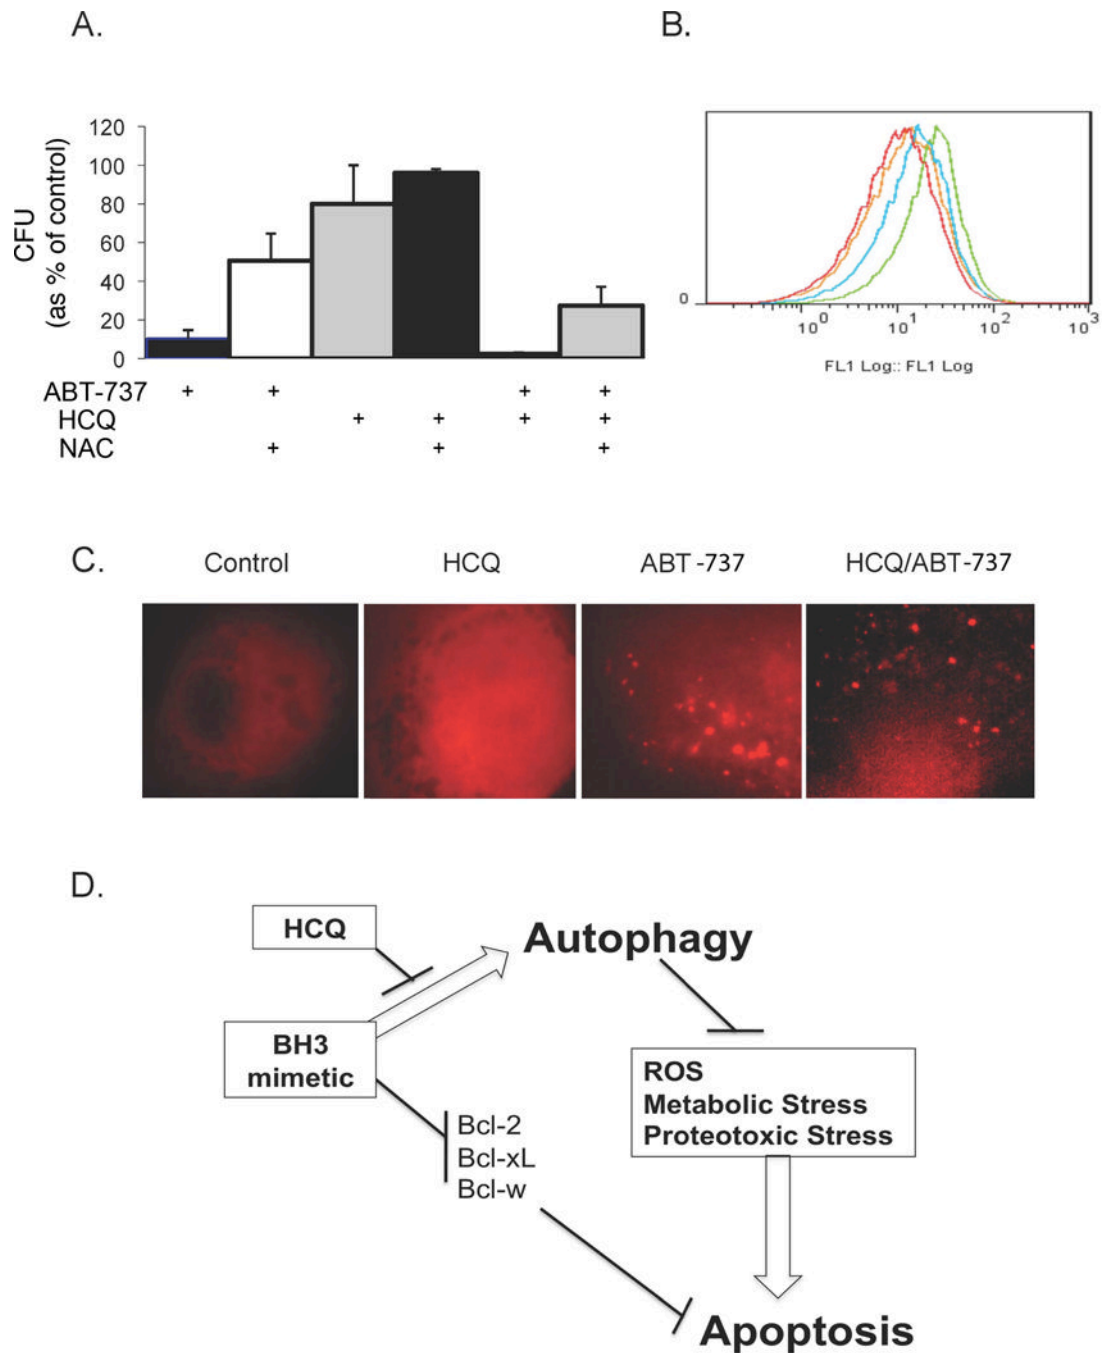 A.
CFU
(as % of control)
120
100
80
60
40
20
0
ABT-737 + + + +
HCQ + + + +
NAC + + +
B.
0
10^0 10^1 10^2 10^3
FL1 Log:: FL1 Log
C.
Control HCQ ABT-737 HCQ/ABT-737
D.
HCQ
Autophagy
BH3
mimetic
ROS
Metabolic Stress
Proteotoxic Stress
Bcl-2
Bcl-xL
Bcl-w
Apoptosis